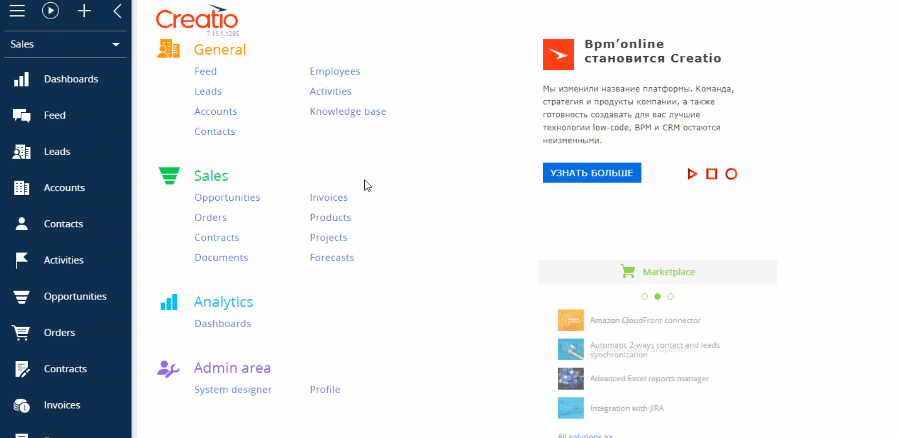 Sales
Dashboards
Feed
Leads
Accounts
Contacts
Activities
Opportunities
Orders
Contracts
Invoices
Creatio
7.15.1.1295
General
Feed
Employees
Leads
Activities
Accounts
Knowledge base
Contacts
Sales
Opportunities
Invoices
Orders
Products
Contracts
Projects
Documents
Forecasts
Analytics
Dashboards
Admin area
System designer
Profile
Bpm’online
становится Creatio
Мы изменили название платформы. Команда,
стратегия и продукты компании, а также
готовность создавать для вас лучшие
технологии low-code, BPM и CRM остаются
неизменными.
УЗНАТЬ БОЛЬШЕ
Marketplace
Amazon CloudFront connector
Automatic 2-ways contact and leads
synchronization
Advanced Excel reports manager
Integration with JIRA
All solutions >>